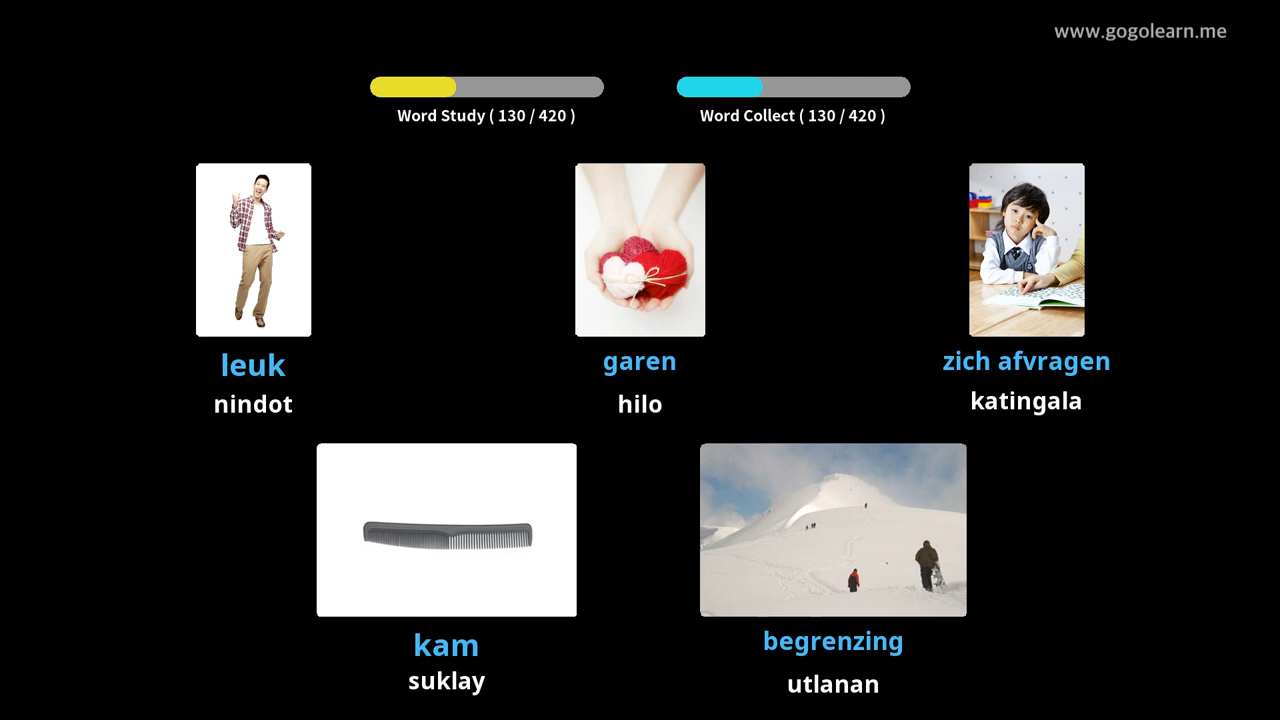 www.gogolearn.me
Word Study ( 130 / 420 )
Word Collect ( 130 / 420 )
leuk
nindot
garen
hilo
zich afvragen
katingala
kam
suklay
begrenzing
utlanan